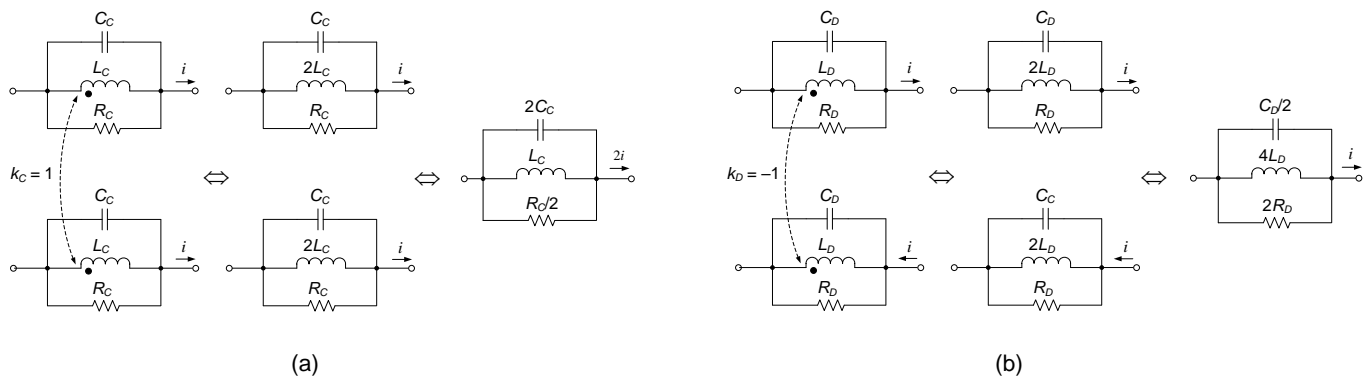 C_C
L_C
i
R_C
C_C
2L_C
i
R_C
k_C = 1
⇔
⇔
2C_C
L_C
2i
R_C/2
C_C
L_C
i
R_C
C_C
2L_C
i
R_C
(a)
C_D
L_D
i
R_D
C_D
2L_D
i
R_D
k_D = –1
⇔
⇔
C_D/2
4L_D
i
2R_D
C_D
L_D
i
R_D
C_C
2L_D
i
R_D
(b)